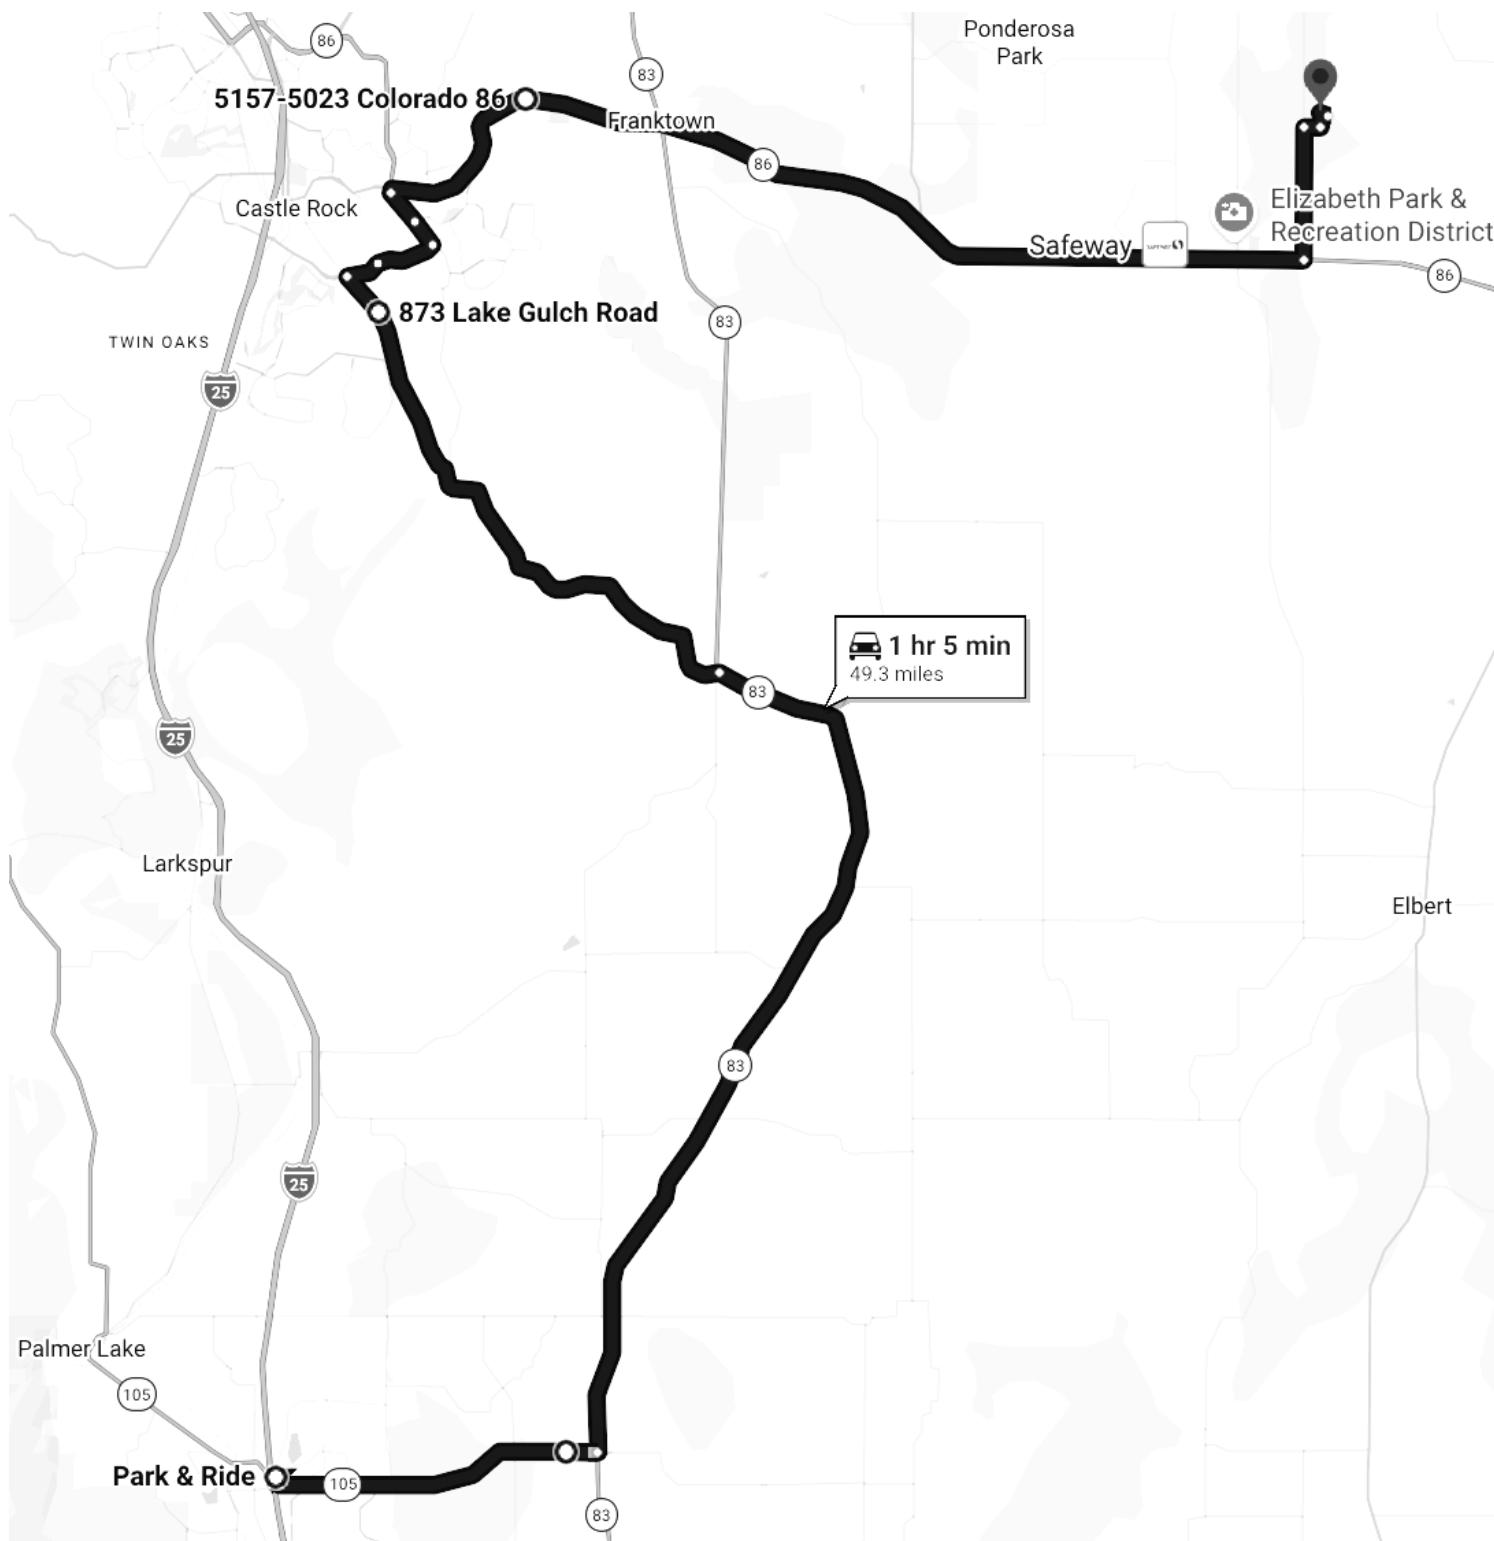 Ponderosa
Park
86
83
5157-5023 Colorado 86
Franktown
86
Castle Rock
Elizabeth Park &
Recreation District
Safeway
86
873 Lake Gulch Road
83
TWIN OAKS
25
1 hr 5 min
49.3 miles
83
25
Larkspur
Elbert
83
25
Palmer Lake
105
Park & Ride
105
83